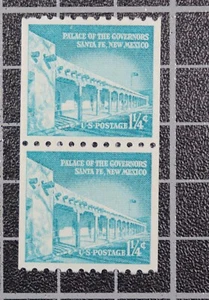 PALACE OF THE GOVERNORS
SANTA FE, NEW MEXICO
U·S·POSTAGE 1¼¢
PALACE OF THE GOVERNORS
SANTA FE, NEW MEXICO
U·S·POSTAGE 1¼¢